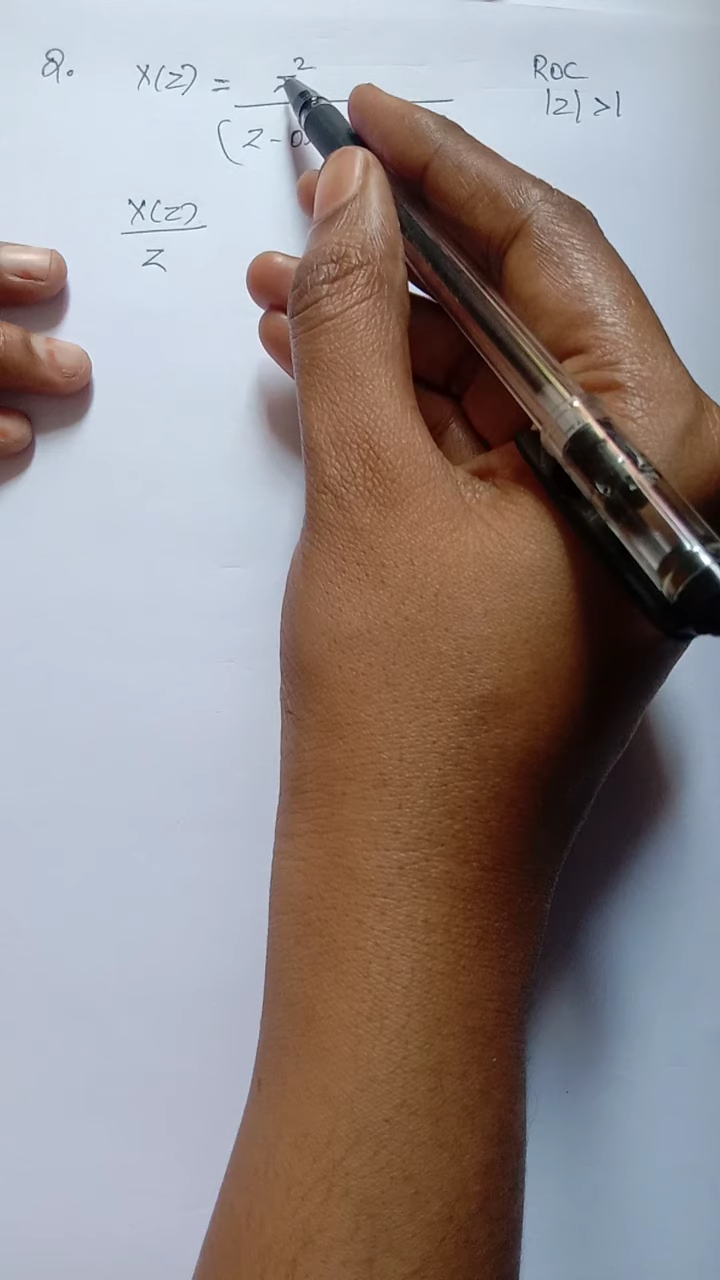 Q. X(z) = z²
(z-0
ROC
|z| >1
X(z)
z